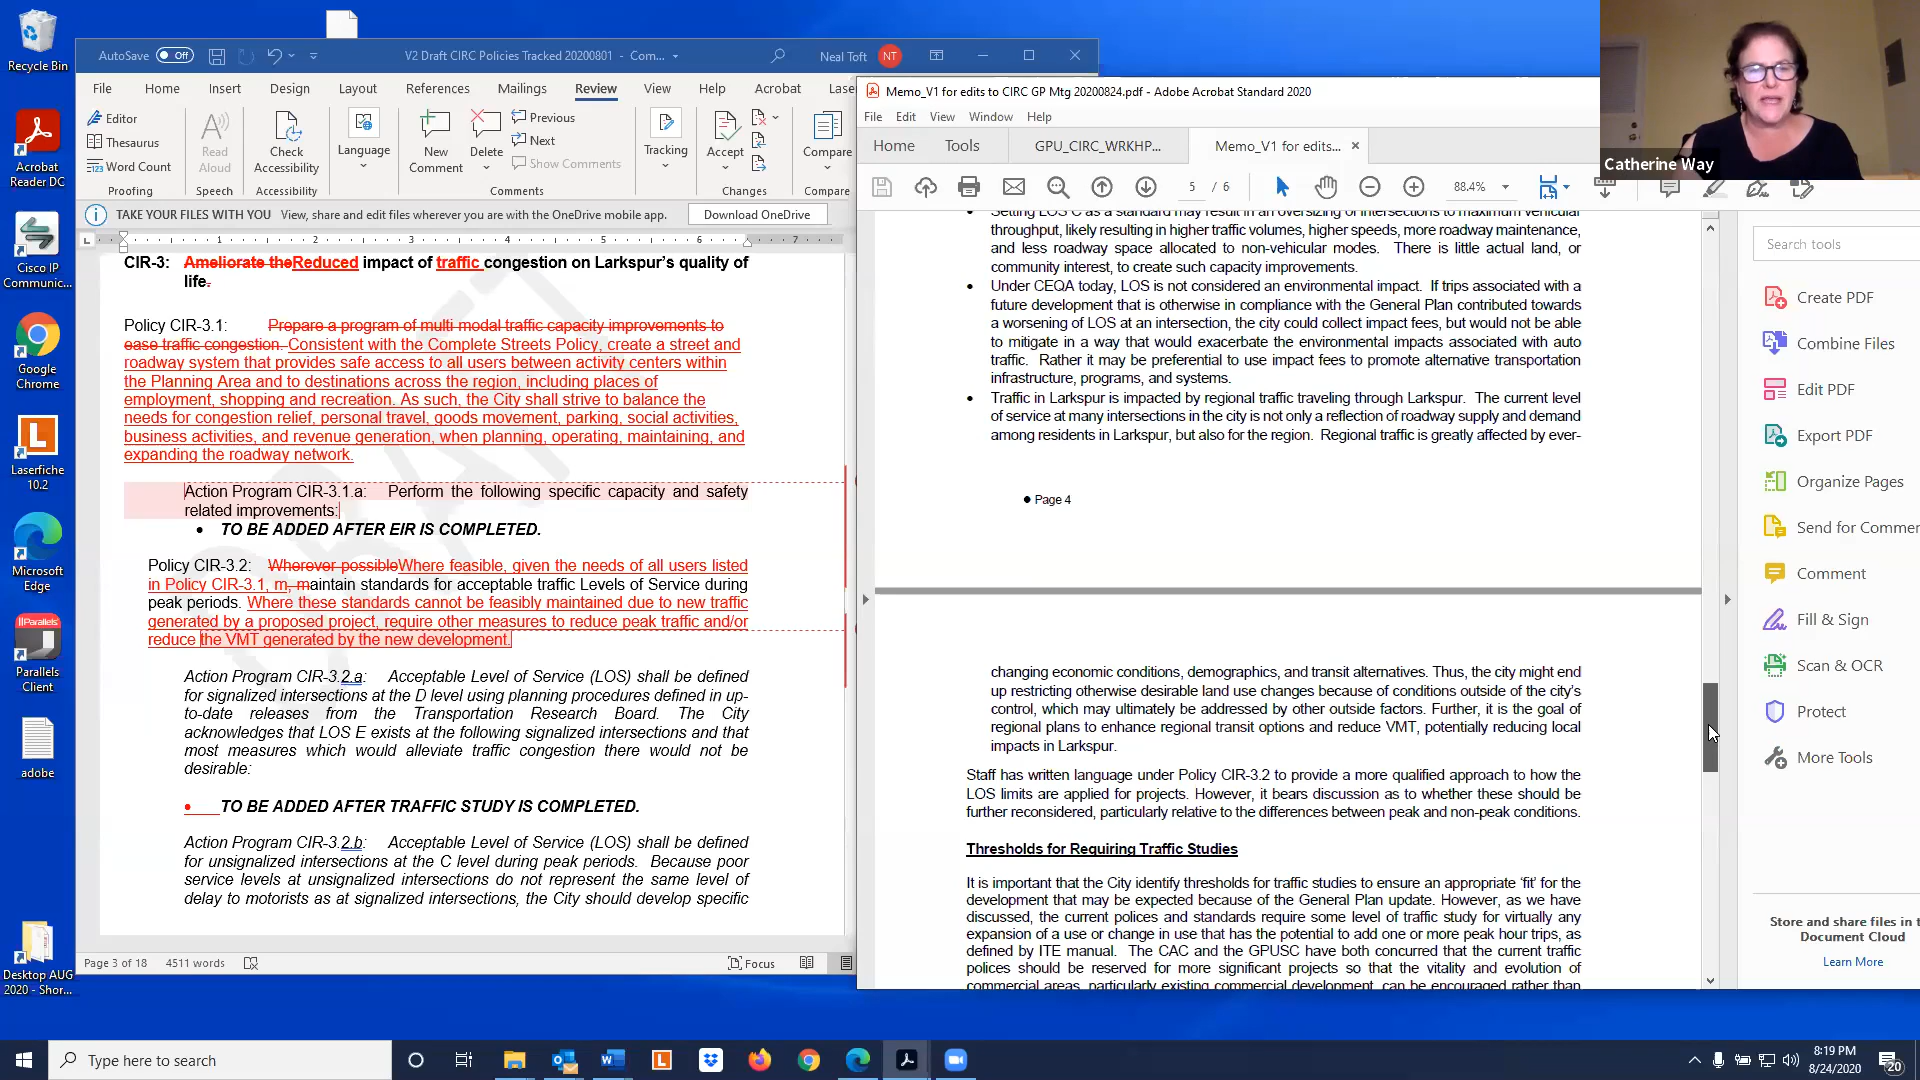 Recycle Bin
Acrobat
Reader DC
Cisco IP
Communic...
Google
Chrome
Laserfiche
10.2
Microsoft
Edge
Parallels
Client
adobe
Desktop AUG
2020 - Shor...
AutoSave Off
V2 Draft CIRC Policies Tracked 20200801 - Com...
Neal Toft NT
File Home Insert Design Layout References Mailings Review View Help Acrobat Lase
Editor
Thesaurus
Word Count
Proofing
Read
Aloud
Speech
Check
Accessibility
Accessibility
Language
New
Comment
Delete
Previous
Next
Show Comments
Comments
Tracking
Accept
Changes
Compare
Compare
TAKE YOUR FILES WITH YOU View, share and edit files wherever you are with the OneDrive mobile app. Download OneDrive
1 2 3 4 5 6 7
CIR-3: Ameliorate theReduced impact of traffic congestion on Larkspur's quality of
life.
Policy CIR-3.1: Prepare a program of multi modal traffic capacity improvements to
ease traffic congestion. Consistent with the Complete Streets Policy, create a street and
roadway system that provides safe access to all users between activity centers within
the Planning Area and to destinations across the region, including places of
employment, shopping and recreation. As such, the City shall strive to balance the
needs for congestion relief, personal travel, goods movement, parking, social activities,
business activities, and revenue generation, when planning, operating, maintaining, and
expanding the roadway network.
Action Program CIR-3.1.a: Perform the following specific capacity and safety
related improvements:
• TO BE ADDED AFTER EIR IS COMPLETED.
Policy CIR-3.2: Wherever possibleWhere feasible, given the needs of all users listed
in Policy CIR-3.1, m, maintain standards for acceptable traffic Levels of Service during
peak periods. Where these standards cannot be feasibly maintained due to new traffic
generated by a proposed project, require other measures to reduce peak traffic and/or
reduce the VMT generated by the new development.
Action Program CIR-3.2.a: Acceptable Level of Service (LOS) shall be defined
for signalized intersections at the D level using planning procedures defined in up-
to-date releases from the Transportation Research Board. The City
acknowledges that LOS E exists at the following signalized intersections and that
most measures which would alleviate traffic congestion there would not be
desirable:
• TO BE ADDED AFTER TRAFFIC STUDY IS COMPLETED.
Action Program CIR-3.2.b: Acceptable Level of Service (LOS) shall be defined
for unsignalized intersections at the C level during peak periods. Because poor
service levels at unsignalized intersections do not represent the same level of
delay to motorists as at signalized intersections, the City should develop specific
DRAFT
Page 3 of 18 4511 words
Focus
Memo_V1 for edits to CIRC GP Mtg 20200824.pdf - Adobe Acrobat Standard 2020
File Edit View Window Help
Home Tools GPU_CIRC_WRKHP... Memo_V1 for edits... ×
5 / 6
88.4%
• Setting LOS C as a standard may result in an oversizing of intersections to maximum vehicular
throughput, likely resulting in higher traffic volumes, higher speeds, more roadway maintenance,
and less roadway space allocated to non-vehicular modes. There is little actual land, or
community interest, to create such capacity improvements.
• Under CEQA today, LOS is not considered an environmental impact. If trips associated with a
future development that is otherwise in compliance with the General Plan contributed towards
a worsening of LOS at an intersection, the city could collect impact fees, but would not be able
to mitigate in a way that would exacerbate the environmental impacts associated with auto
traffic. Rather it may be preferential to use impact fees to promote alternative transportation
infrastructure, programs, and systems.
• Traffic in Larkspur is impacted by regional traffic traveling through Larkspur. The current level
of service at many intersections in the city is not only a reflection of roadway supply and demand
among residents in Larkspur, but also for the region. Regional traffic is greatly affected by ever-
• Page 4
changing economic conditions, demographics, and transit alternatives. Thus, the city might end
up restricting otherwise desirable land use changes because of conditions outside of the city's
control, which may ultimately be addressed by other outside factors. Further, it is the goal of
regional plans to enhance regional transit options and reduce VMT, potentially reducing local
impacts in Larkspur.
Staff has written language under Policy CIR-3.2 to provide a more qualified approach to how the
LOS limits are applied for projects. However, it bears discussion as to whether these should be
further reconsidered, particularly relative to the differences between peak and non-peak conditions.
Thresholds for Requiring Traffic Studies
It is important that the City identify thresholds for traffic studies to ensure an appropriate 'fit' for the
development that may be expected because of the General Plan update. However, as we have
discussed, the current polices and standards require some level of traffic study for virtually any
expansion of a use or change in use that has the potential to add one or more peak hour trips, as
defined by ITE manual. The CAC and the GPUSC have both concurred that the current traffic
polices should be reserved for more significant projects so that the vitality and evolution of
commercial areas, particularly existing commercial development, can be encouraged rather than
Catherine Way
Search tools
Create PDF
Combine Files
Edit PDF
Export PDF
Organize Pages
Send for Commer
Comment
Fill & Sign
Scan & OCR
Protect
More Tools
Store and share files in t
Document Cloud
Learn More
Type here to search
8:19 PM
8/24/2020
20